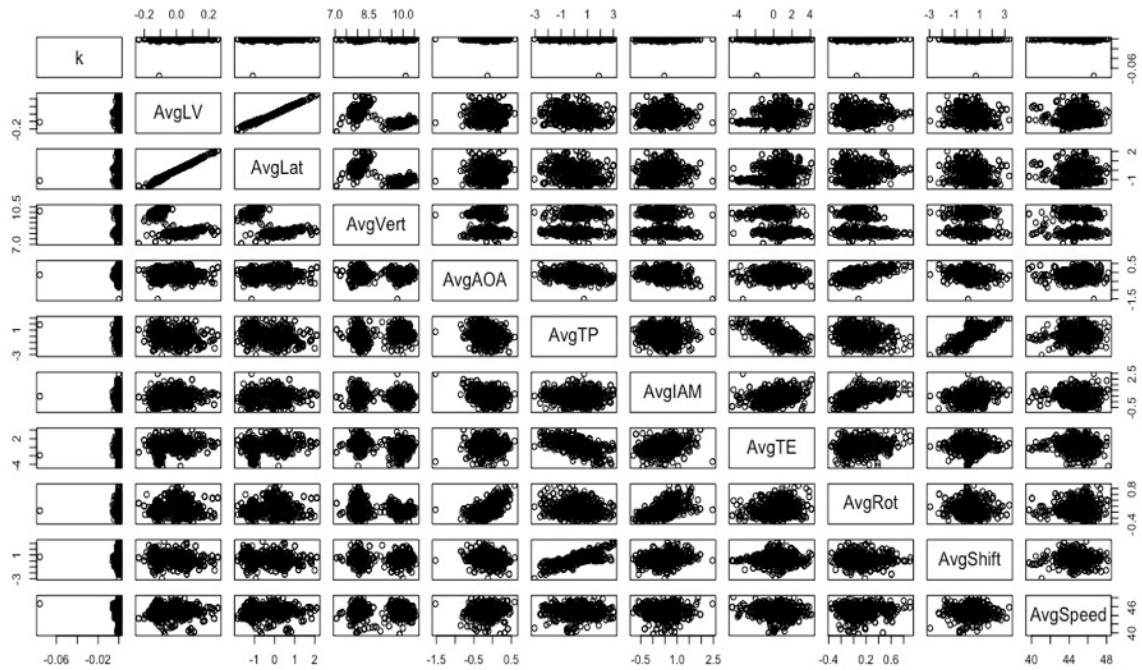 -0.2 0.0 0.2 7.0 8.5 10.0 -3 -1 1 3 -4 0 2 4 -3 -1 1 3
k -0.06
-0.2 AvgLV
AvgLat -1 2
7.0 10.5 AvgVert
AvgAOA -1.5 0.5
-3 1 AvgTP
AvgIAM -0.5 2.5
-4 2 AvgTE
AvgRot -0.4 0.8
-3 1 AvgShift
AvgSpeed 40 46
-0.06 -0.02 -1 0 1 2 -1.5 -0.5 0.5 -0.5 1.0 2.5 -0.4 0.2 0.8 40 44 48